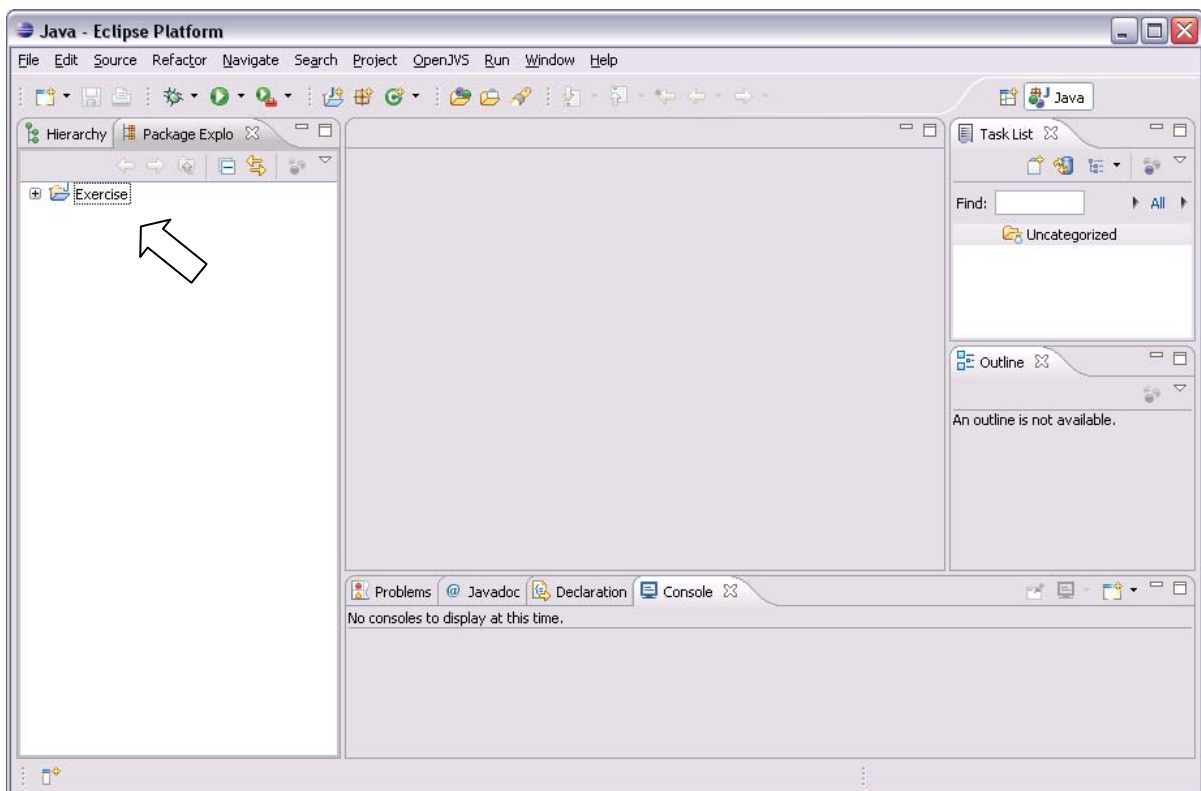 Java - Eclipse Platform
File Edit Source Refactor Navigate Search Project OpenJVS Run Window Help
Java
Hierarchy Package Explo
Exercise
Task List
Find: All
Uncategorized
Outline
An outline is not available.
Problems @ Javadoc Declaration Console
No consoles to display at this time.